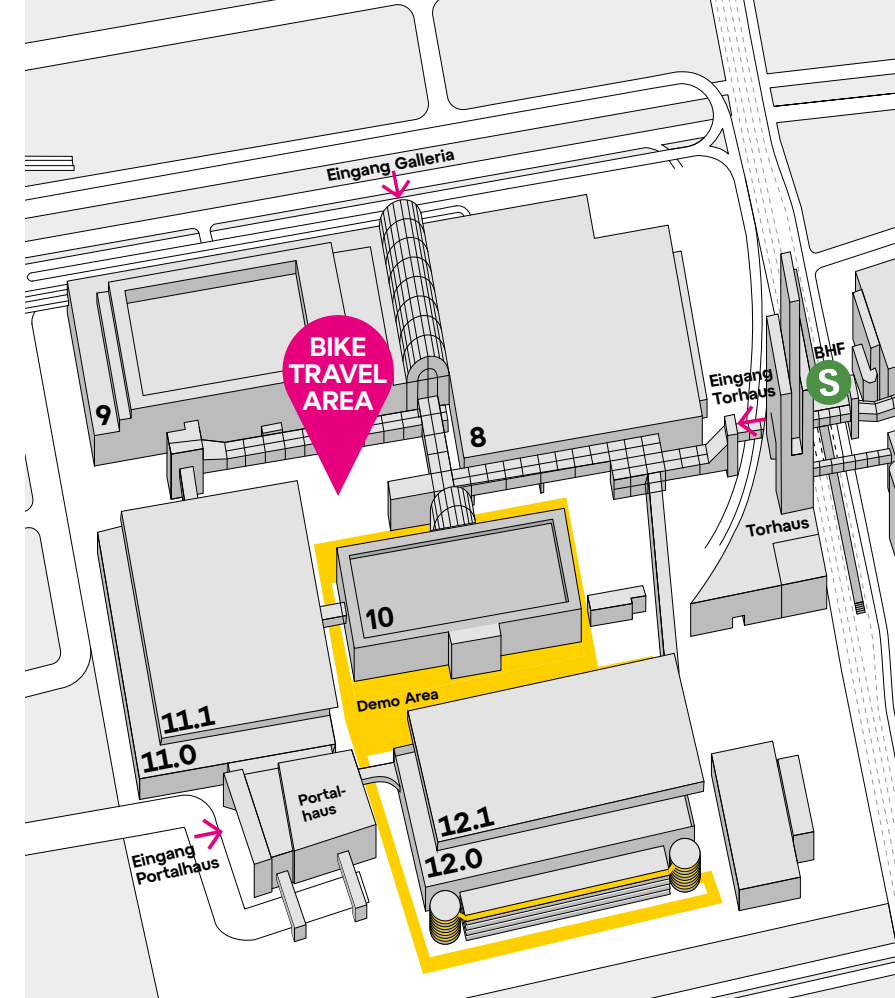 Eingang Galleria
BIKE
TRAVEL
AREA
BHF
S
Eingang
Torhaus
9
8
Torhaus
10
Demo Area
11.1
11.0
Portal-
haus
12.1
12.0
Eingang
Portalhaus